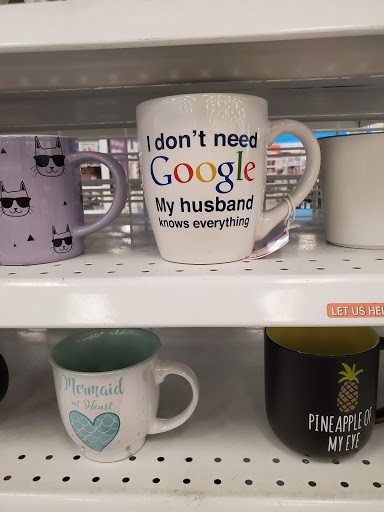 I don't need
Google
My husband
knows everything
LET US HEL
Mermaid
at Heart
PINEAPPLE OF
MY EYE